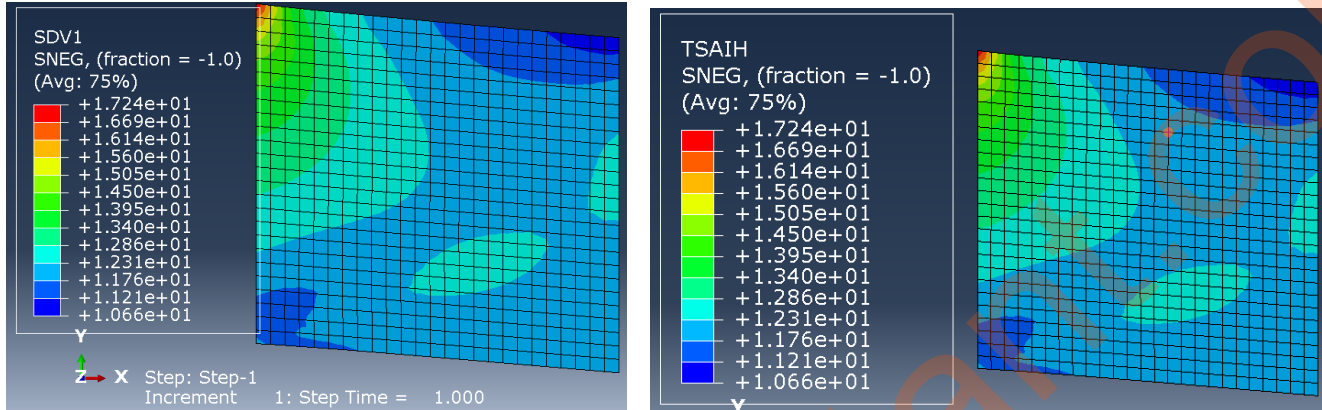 SDV1
SNEG, (fraction = -1.0)
(Avg: 75%)
+1.724e+01
+1.669e+01
+1.614e+01
+1.560e+01
+1.505e+01
+1.450e+01
+1.395e+01
+1.340e+01
+1.286e+01
+1.231e+01
+1.176e+01
+1.121e+01
+1.066e+01
Y
Z X
Step: Step-1
Increment 1: Step Time = 1.000
TSAIH
SNEG, (fraction = -1.0)
(Avg: 75%)
+1.724e+01
+1.669e+01
+1.614e+01
+1.560e+01
+1.505e+01
+1.450e+01
+1.395e+01
+1.340e+01
+1.286e+01
+1.231e+01
+1.176e+01
+1.121e+01
+1.066e+01
Y